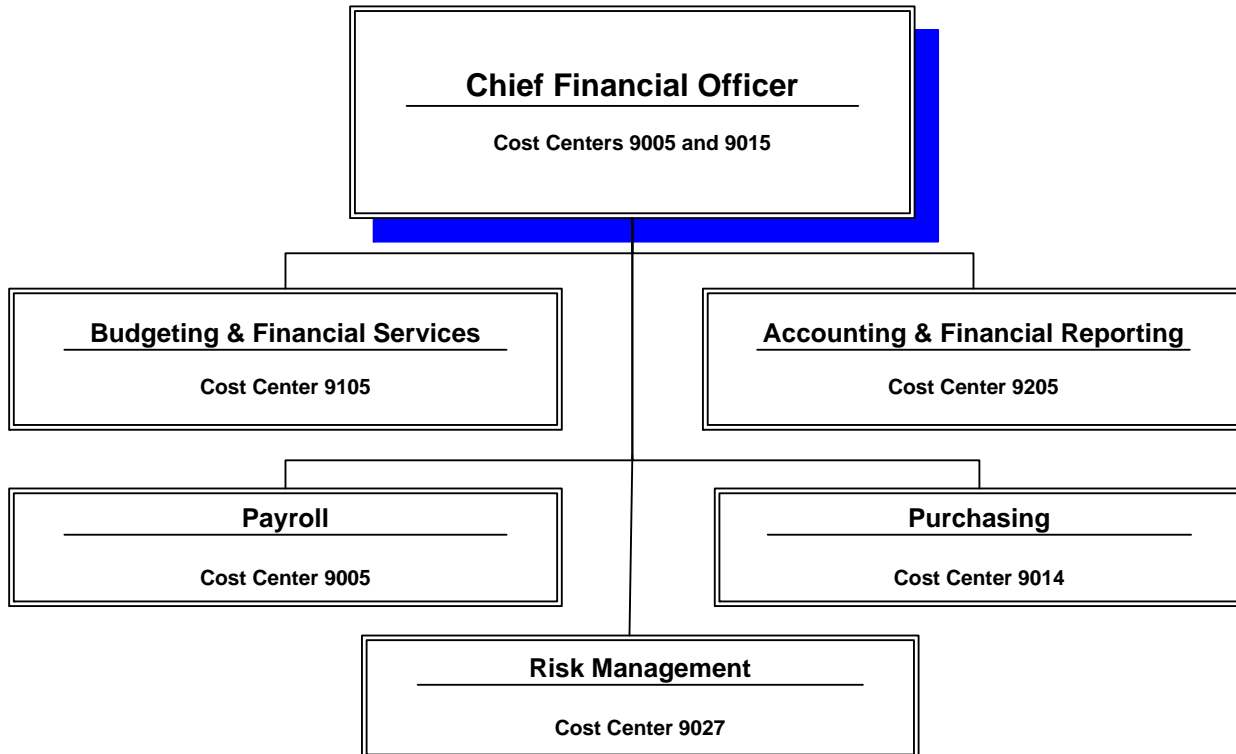 Chief Financial Officer
Cost Centers 9005 and 9015
Budgeting & Financial Services
Cost Center 9105
Accounting & Financial Reporting
Cost Center 9205
Payroll
Cost Center 9005
Purchasing
Cost Center 9014
Risk Management
Cost Center 9027